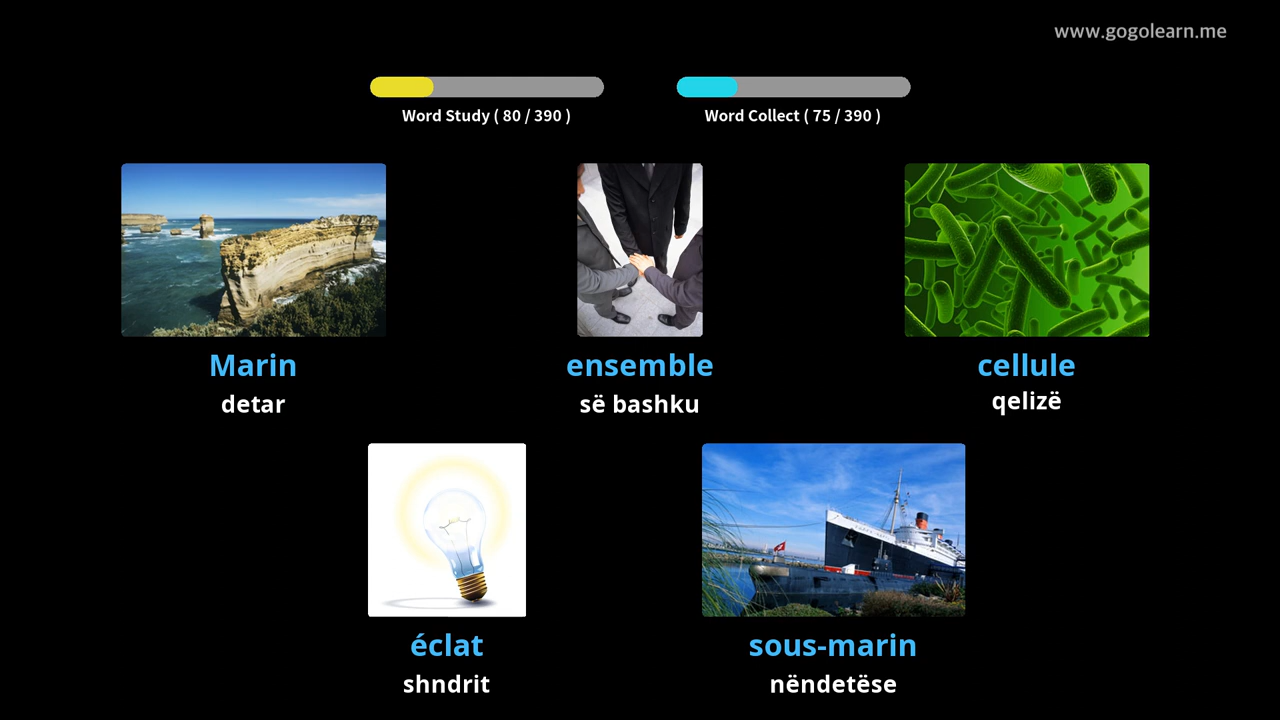 www.gogolearn.me
Word Study ( 80 / 390 )
Word Collect ( 75 / 390 )
Marin
detar
ensemble
së bashku
cellule
qelizë
éclat
shndrit
sous-marin
nëndetëse